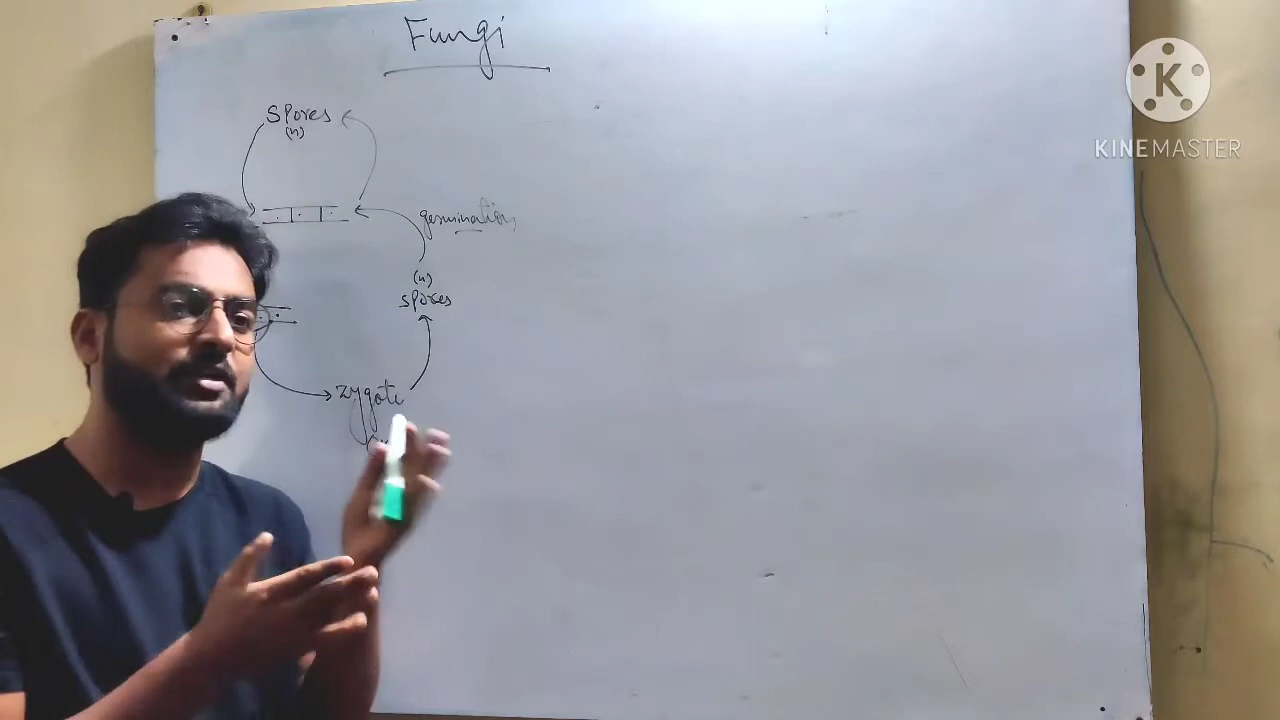 Fungi
Spores
(n)
germination
(n)
spores
zygote
K
KINEMASTER